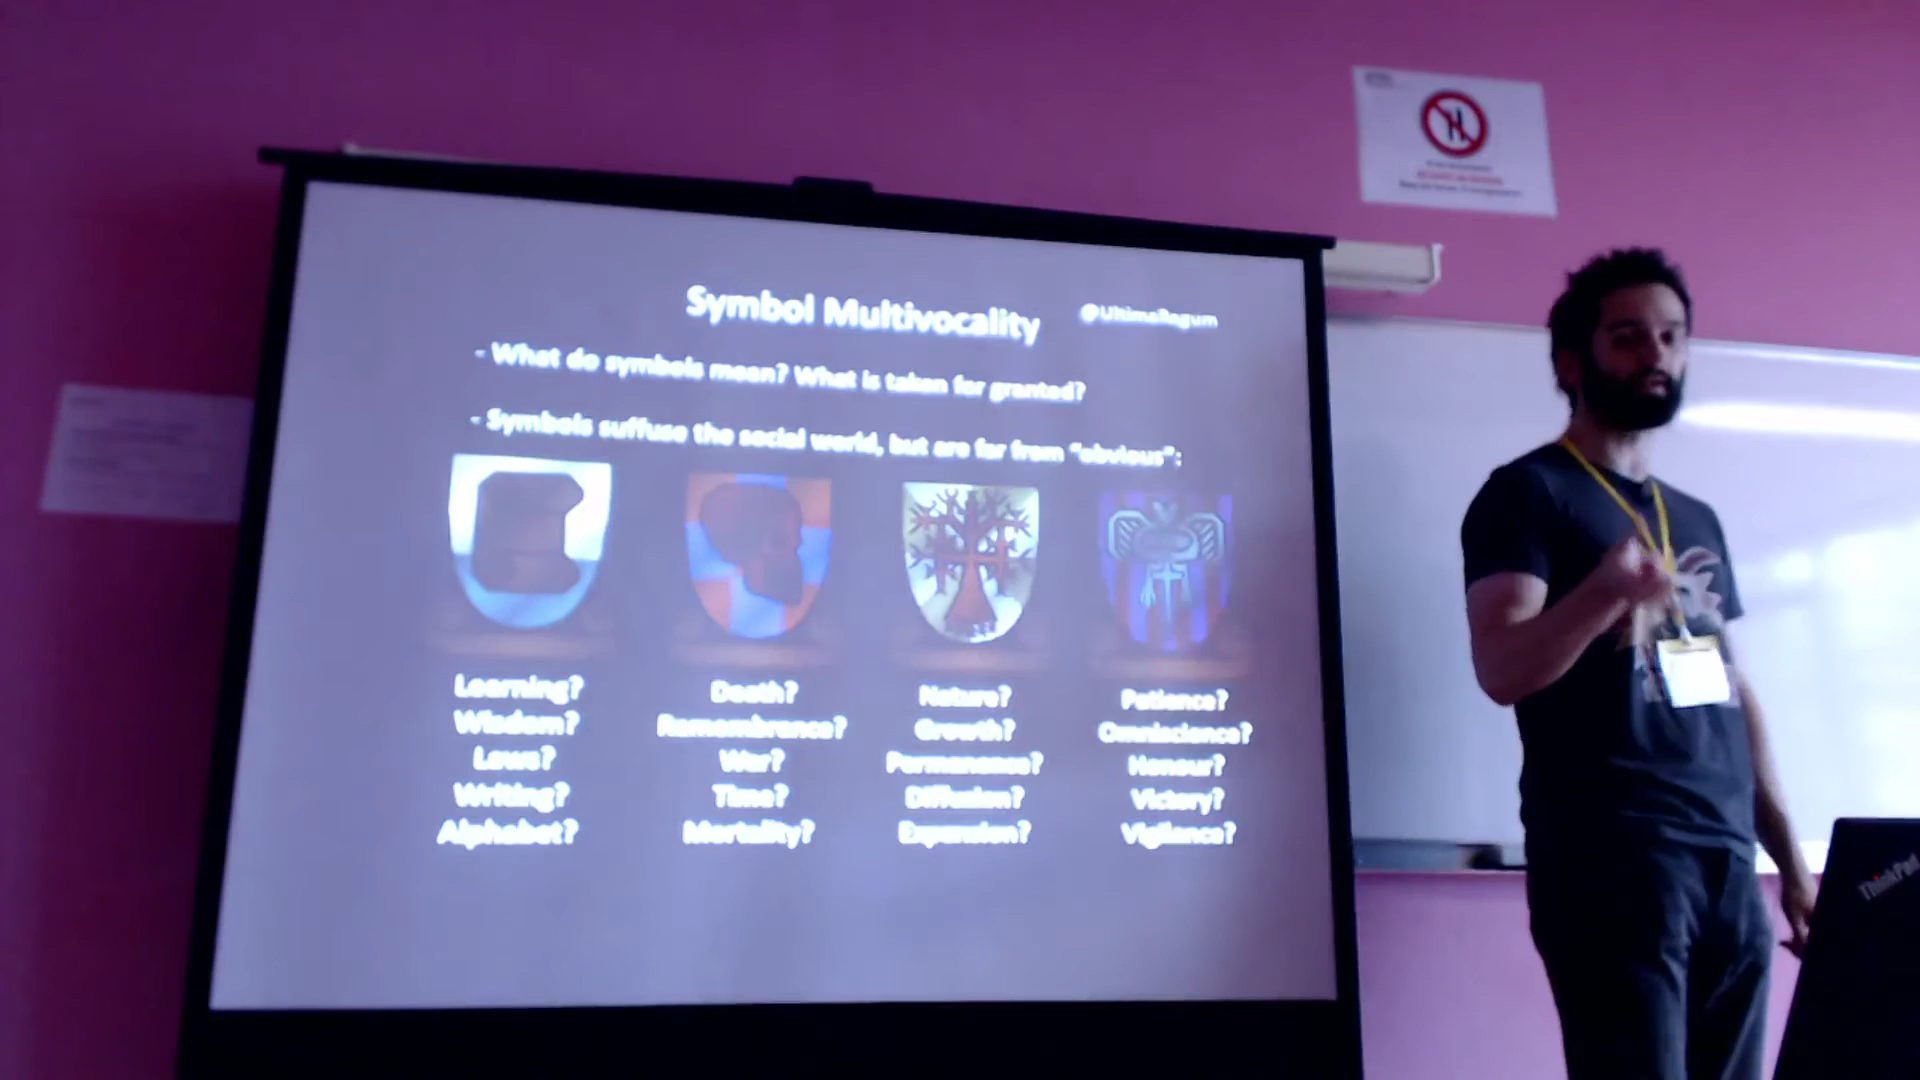 Symbol Multivocality
@UltimaRegum
- What do symbols mean? What is taken for granted?
- Symbols suffuse the social world, but are far from “obvious”:
Learning?
Wisdom?
Laws?
Writing?
Alphabet?
Death?
Remembrance?
War?
Time?
Mortality?
Nature?
Growth?
Permanence?
Diffusion?
Expansion?
Patience?
Omniscience?
Honour?
Victory?
Vigilance?
ThinkPad